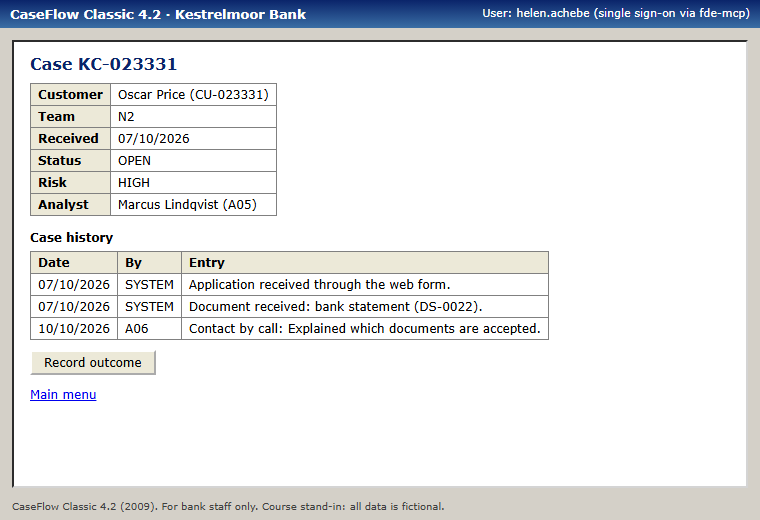 CaseFlow Classic 4.2 · Kestrelmoor Bank
User: helen.achebe (single sign-on via fde-mcp)
Case KC-023331
Customer Oscar Price (CU-023331)
Team N2
Received 07/10/2026
Status OPEN
Risk HIGH
Analyst Marcus Lindqvist (A05)
Case history
Date By Entry
07/10/2026 SYSTEM Application received through the web form.
07/10/2026 SYSTEM Document received: bank statement (DS-0022).
10/10/2026 A06 Contact by call: Explained which documents are accepted.
Record outcome
Main menu
CaseFlow Classic 4.2 (2009). For bank staff only. Course stand-in: all data is fictional.